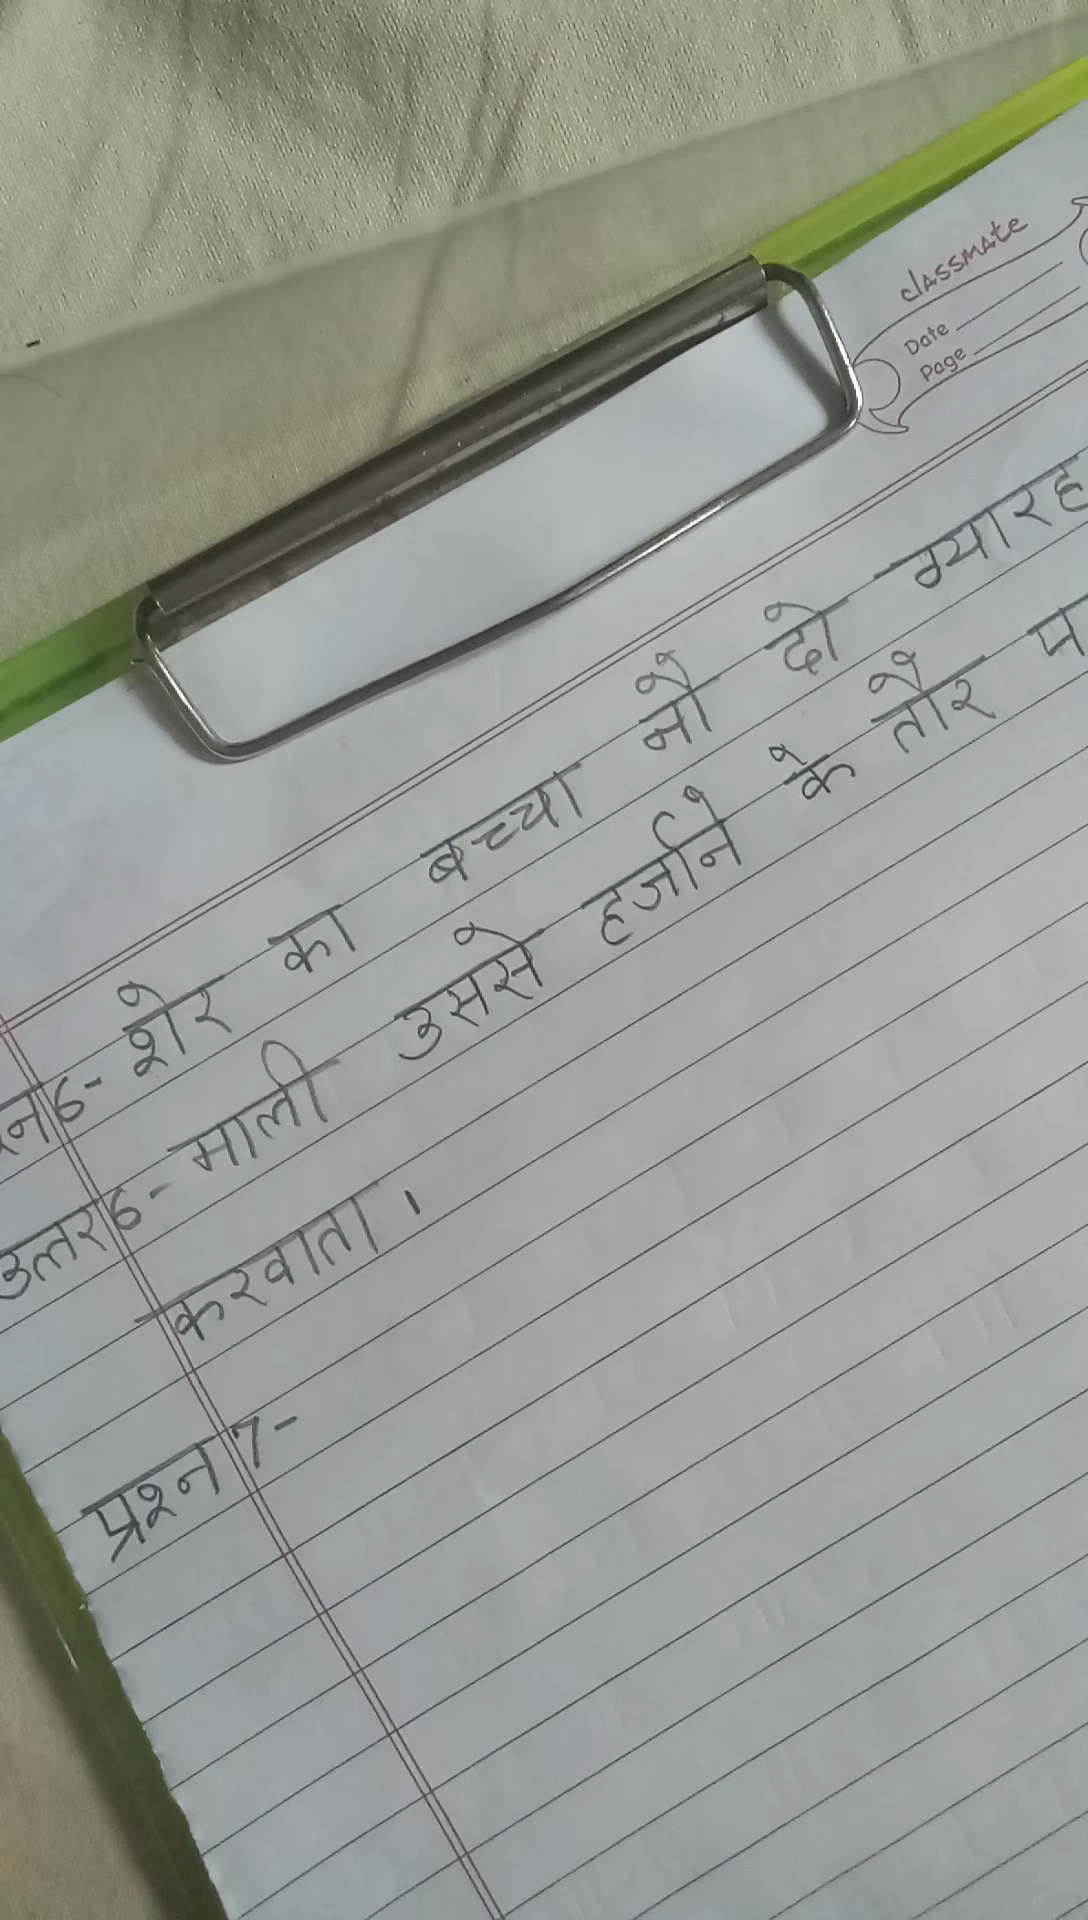 classmate
Date
Page
6- शेर का बच्चा नौ दो ग्यारह
उत्तर 6- माली उससे हर्जाने के तौर
करवाता ।
प्रश्न 7-